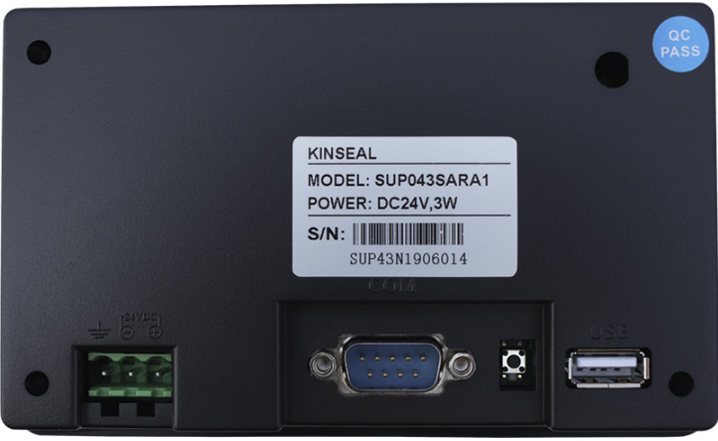 QC
PASS
KINSEAL
MODEL: SUP043SARA1
POWER: DC24V,3W
S/N:
SUP43N1906014
COM
24VDC
USB